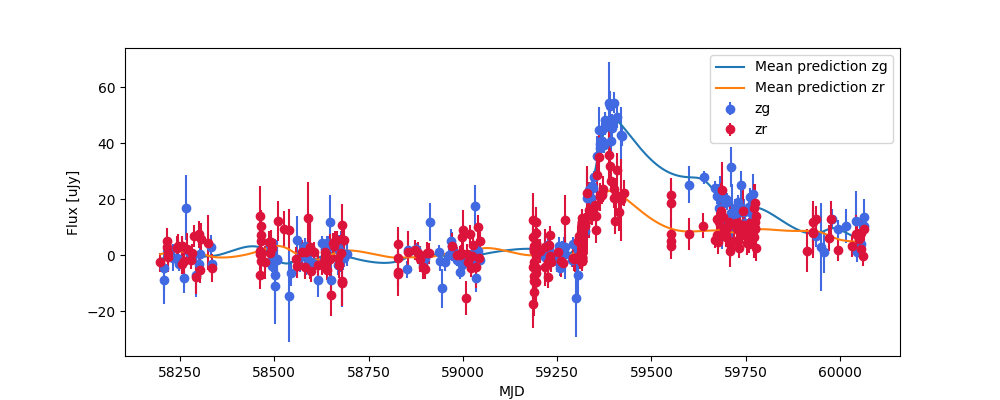 Mean prediction zg
Mean prediction zr
zg
zr
Flux [uJy]
60
40
20
0
−20
58250 58500 58750 59000 59250 59500 59750 60000
MJD